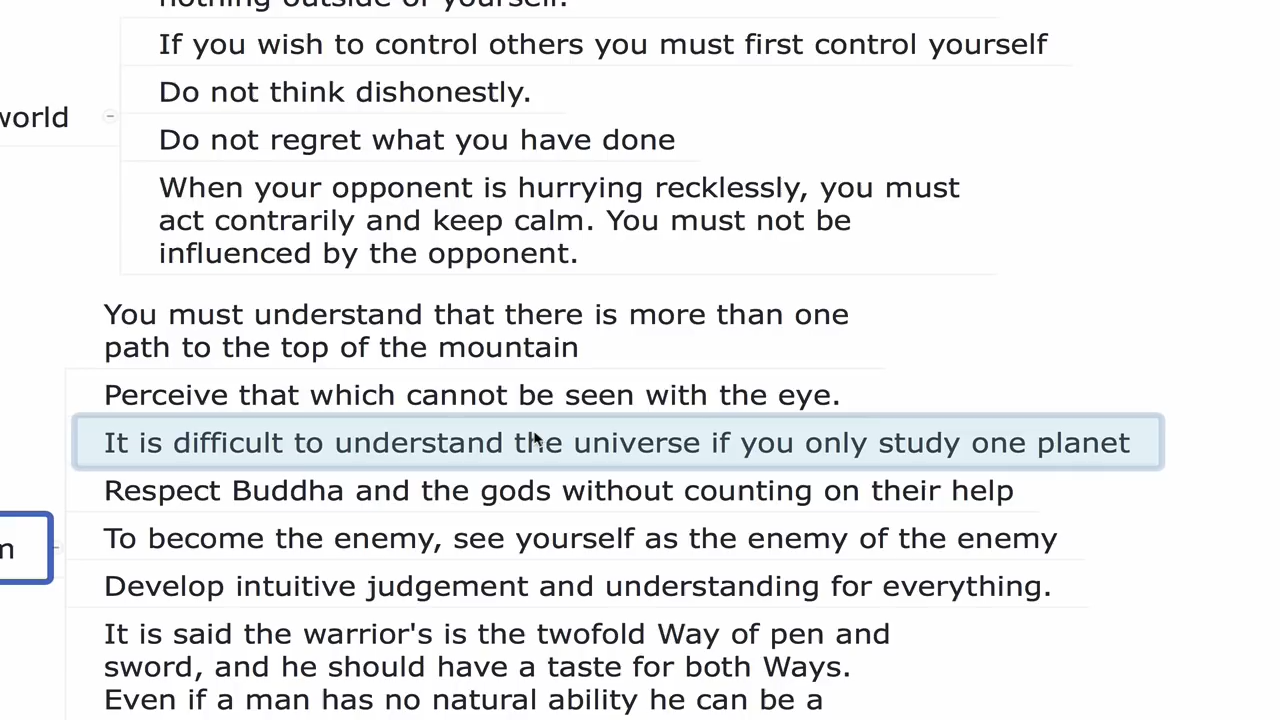 nothing outside of yourself.
If you wish to control others you must first control yourself
Do not think dishonestly.
world
Do not regret what you have done
When your opponent is hurrying recklessly, you must
act contrarily and keep calm. You must not be
influenced by the opponent.
You must understand that there is more than one
path to the top of the mountain
Perceive that which cannot be seen with the eye.
It is difficult to understand the universe if you only study one planet
Respect Buddha and the gods without counting on their help
To become the enemy, see yourself as the enemy of the enemy
m
Develop intuitive judgement and understanding for everything.
It is said the warrior's is the twofold Way of pen and
sword, and he should have a taste for both Ways.
Even if a man has no natural ability he can be a